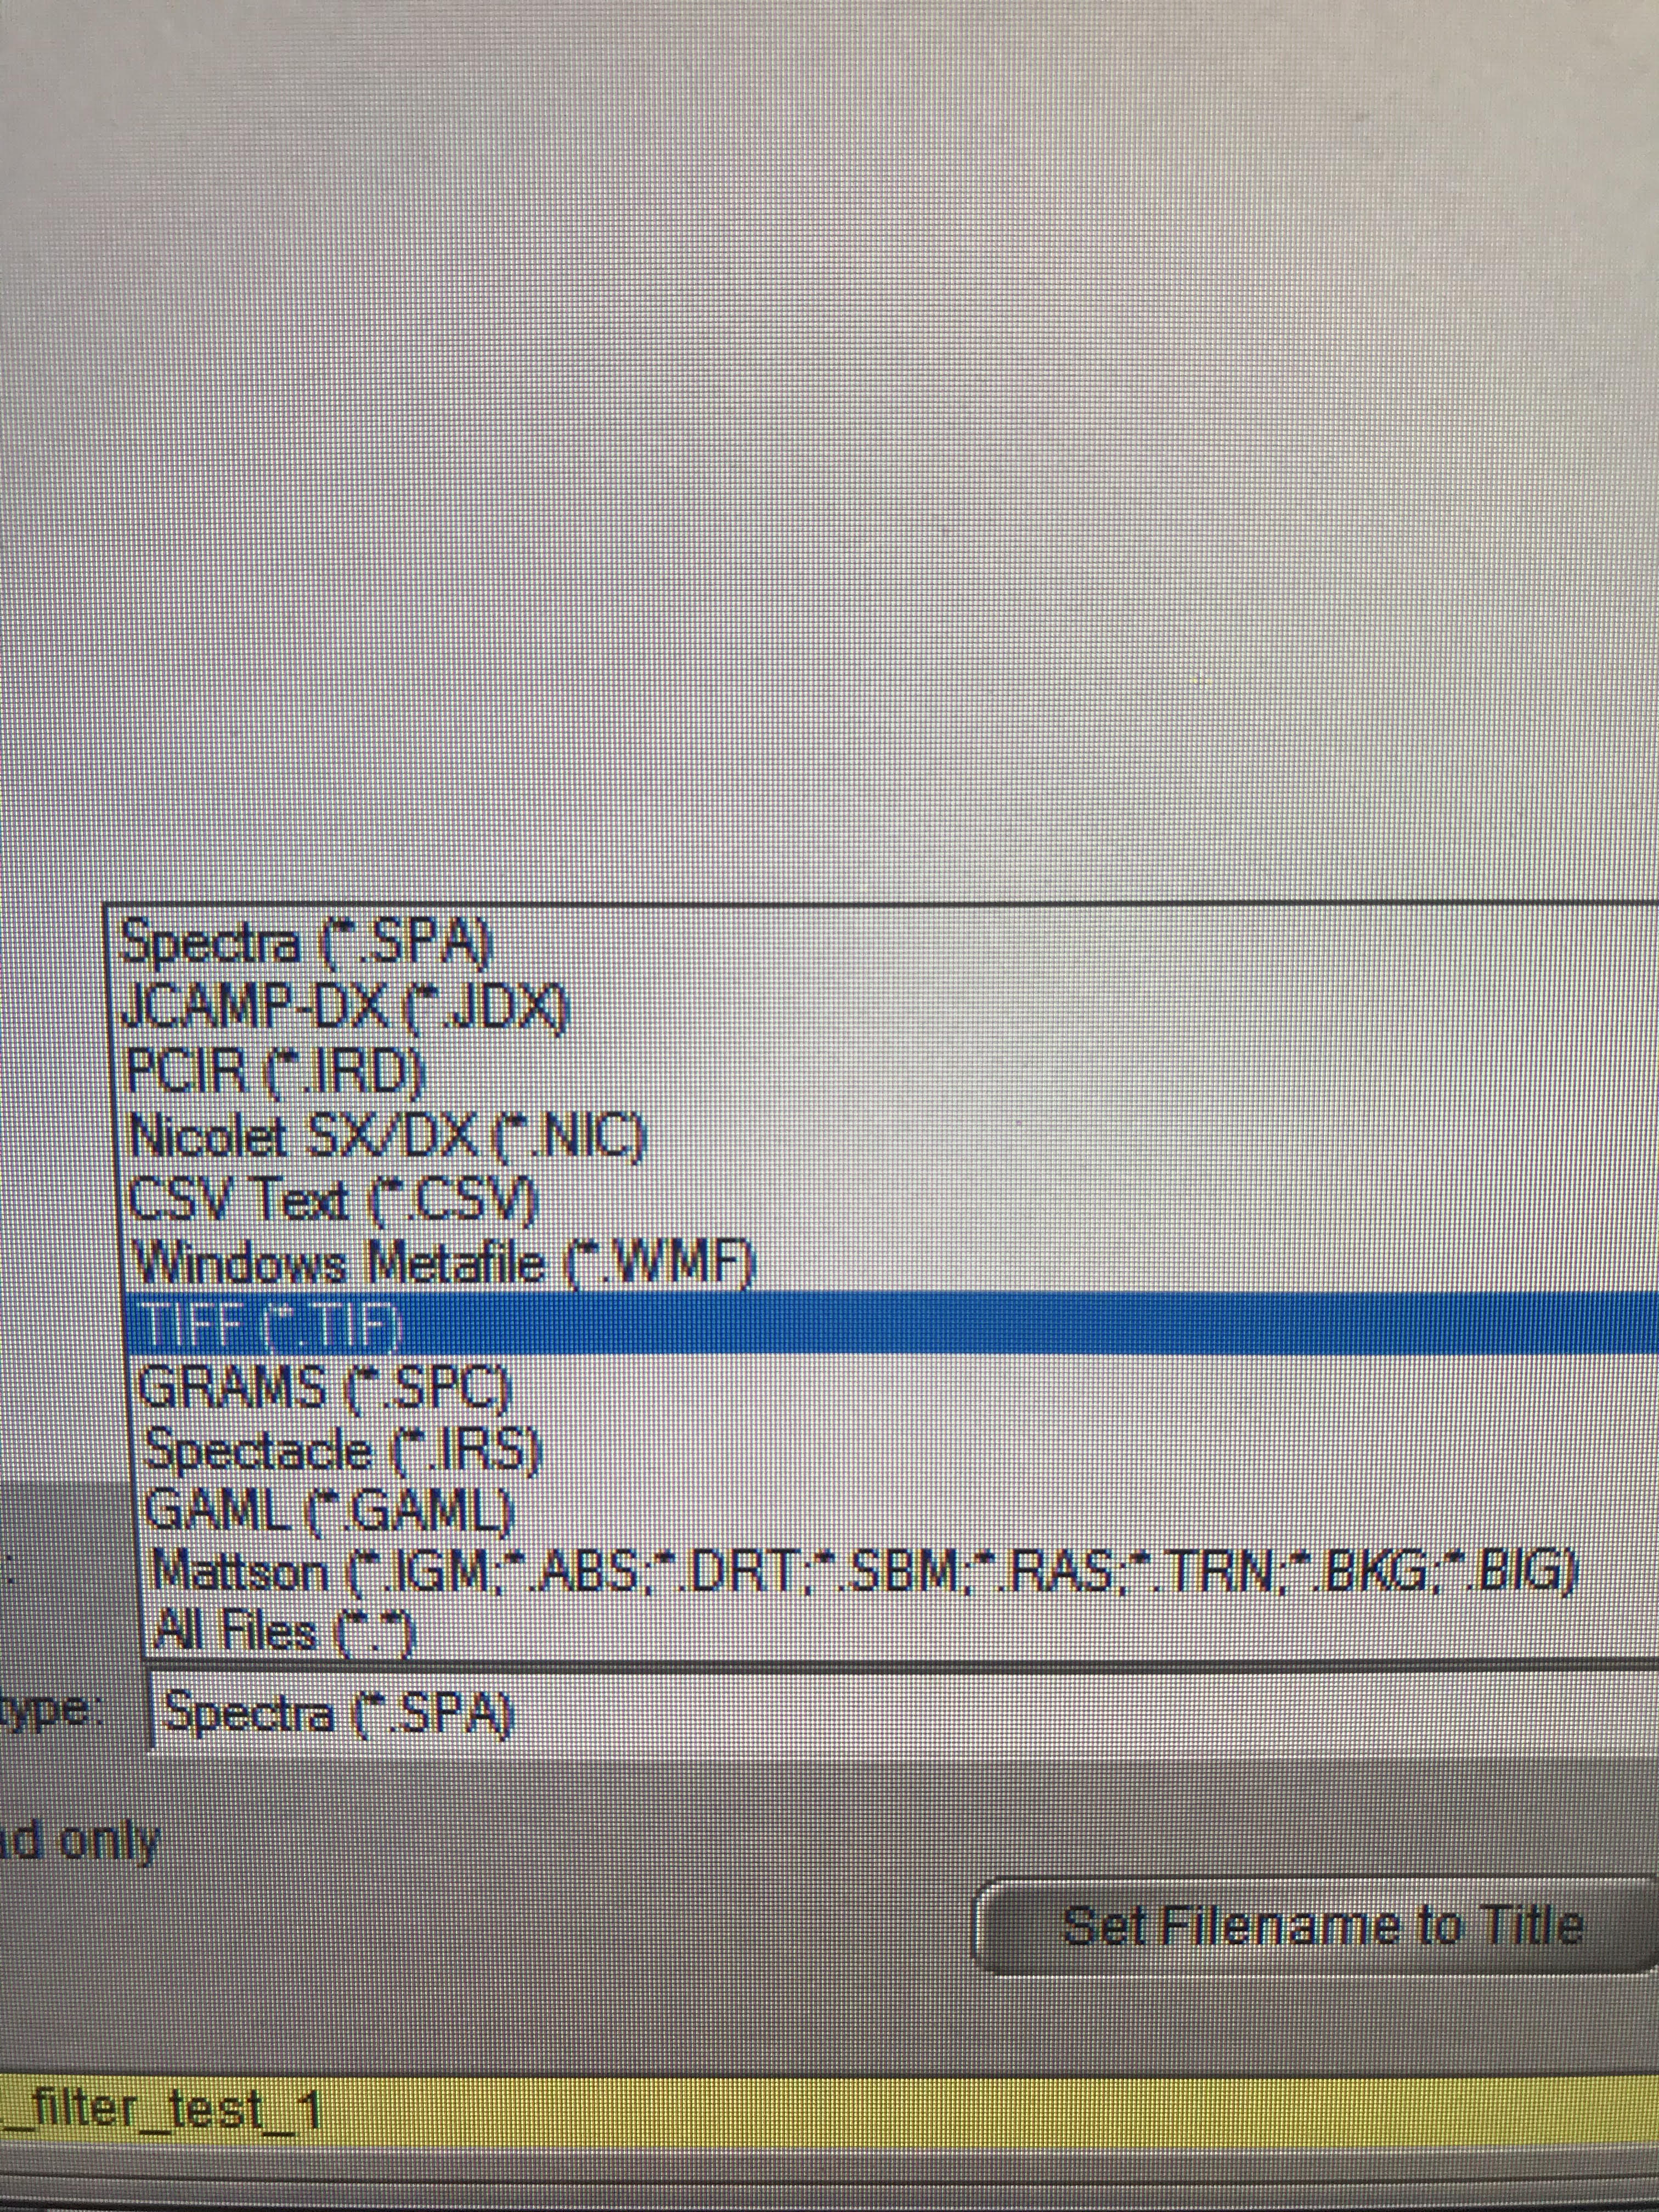 Spectra (*.SPA)
JCAMP-DX (*.JDX)
PCIR (*.IRD)
Nicolet SX/DX (*.NIC)
CSV Text (*.CSV)
Windows Metafile (*.WMF)
TIFF (*.TIF)
GRAMS (*.SPC)
Spectacle (*.IRS)
GAML (*.GAML)
Mattson (*.IGM;*.ABS;*.DRT;*.SBM;*.RAS;*.TRN;*.BKG;*.BIG)
All Files (*.*)
type: Spectra (*.SPA)
only
Set Filename to Title
_filter_test_1